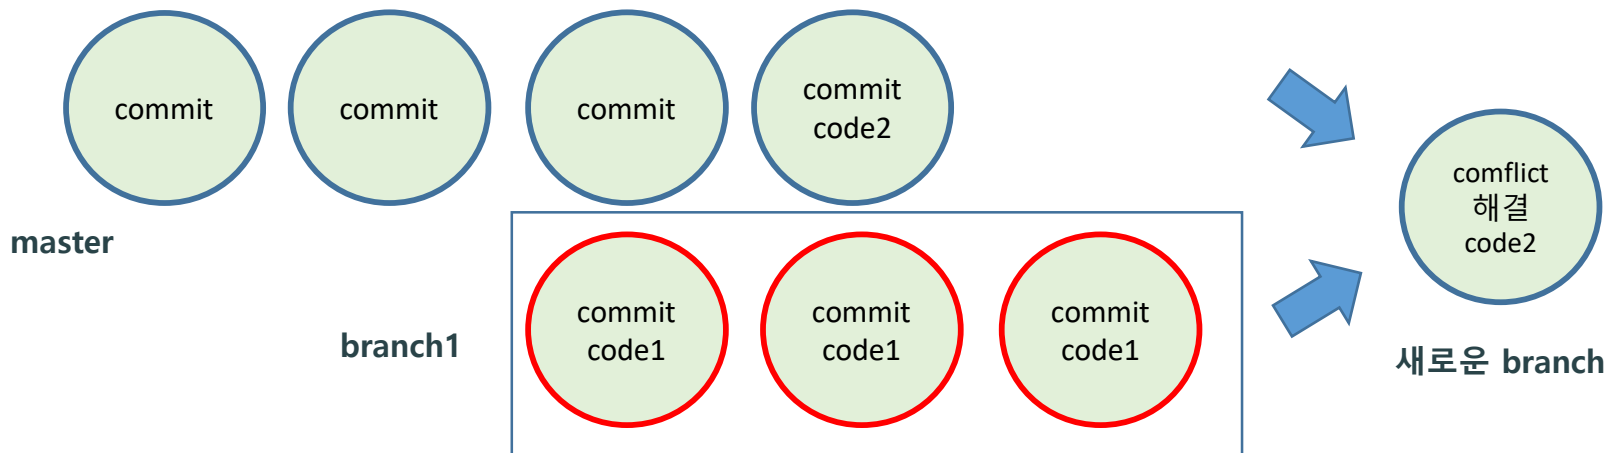 commit
commit
commit
commit
code2
master
commit
code1
commit
code1
commit
code1
branch1
comflict
해결
code2
새로운 branch